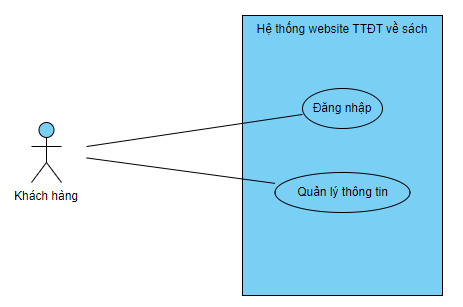 Hệ thống website TTĐT về sách
Đăng nhập
Quản lý thông tin
Khách hàng